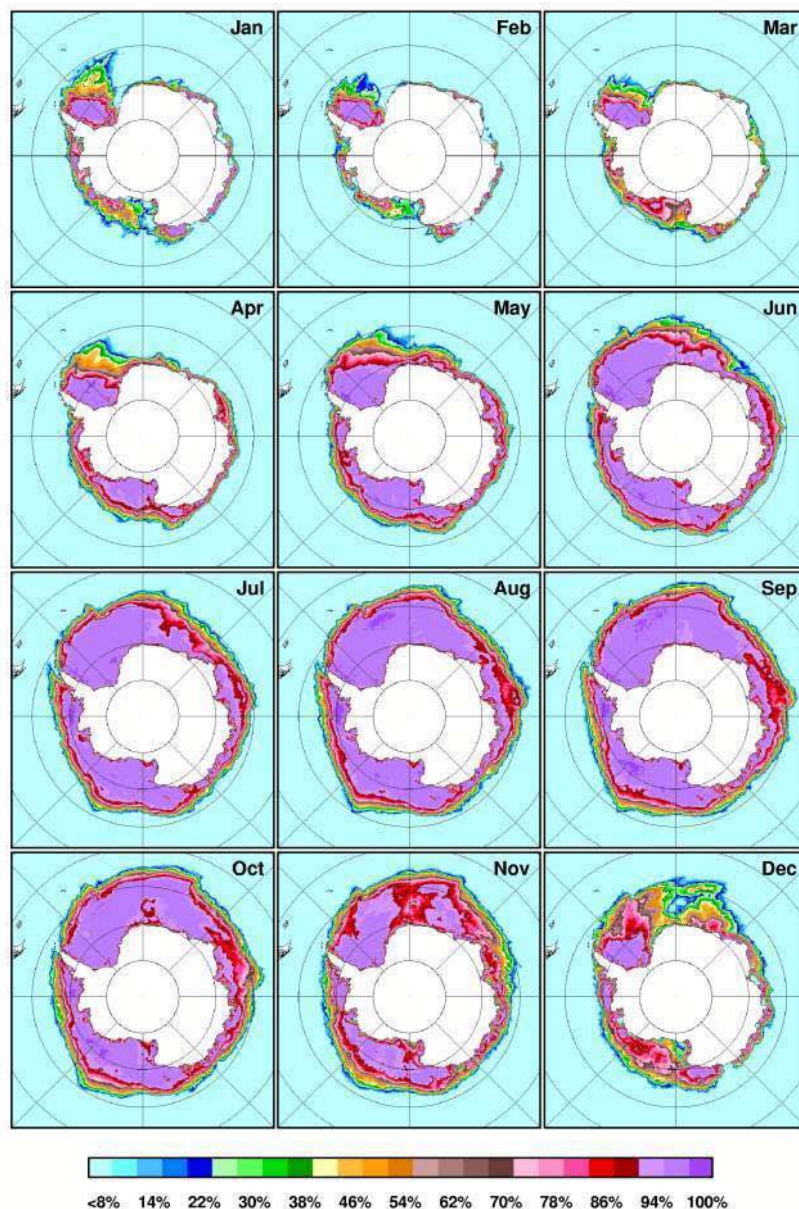 Jan Feb Mar
Apr May Jun
Jul Aug Sep
Oct Nov Dec
<8% 14% 22% 30% 38% 46% 54% 62% 70% 78% 86% 94% 100%